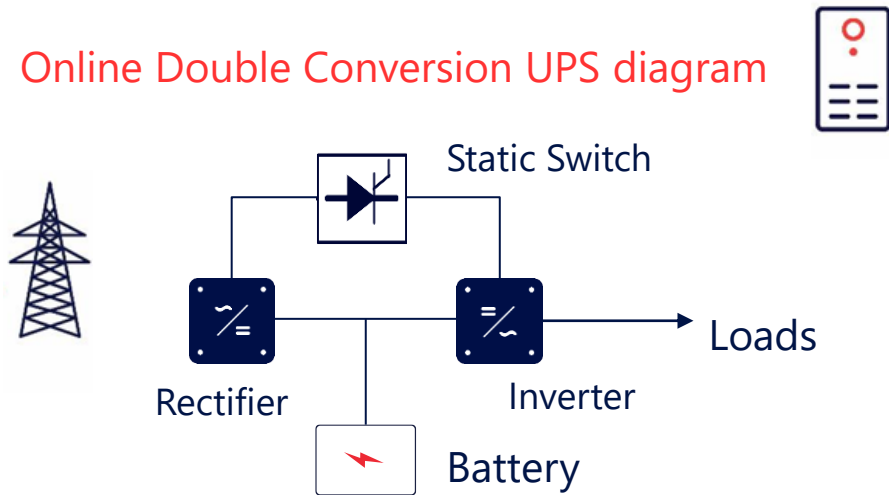 Online Double Conversion UPS diagram
Static Switch
Loads
Rectifier
Inverter
Battery